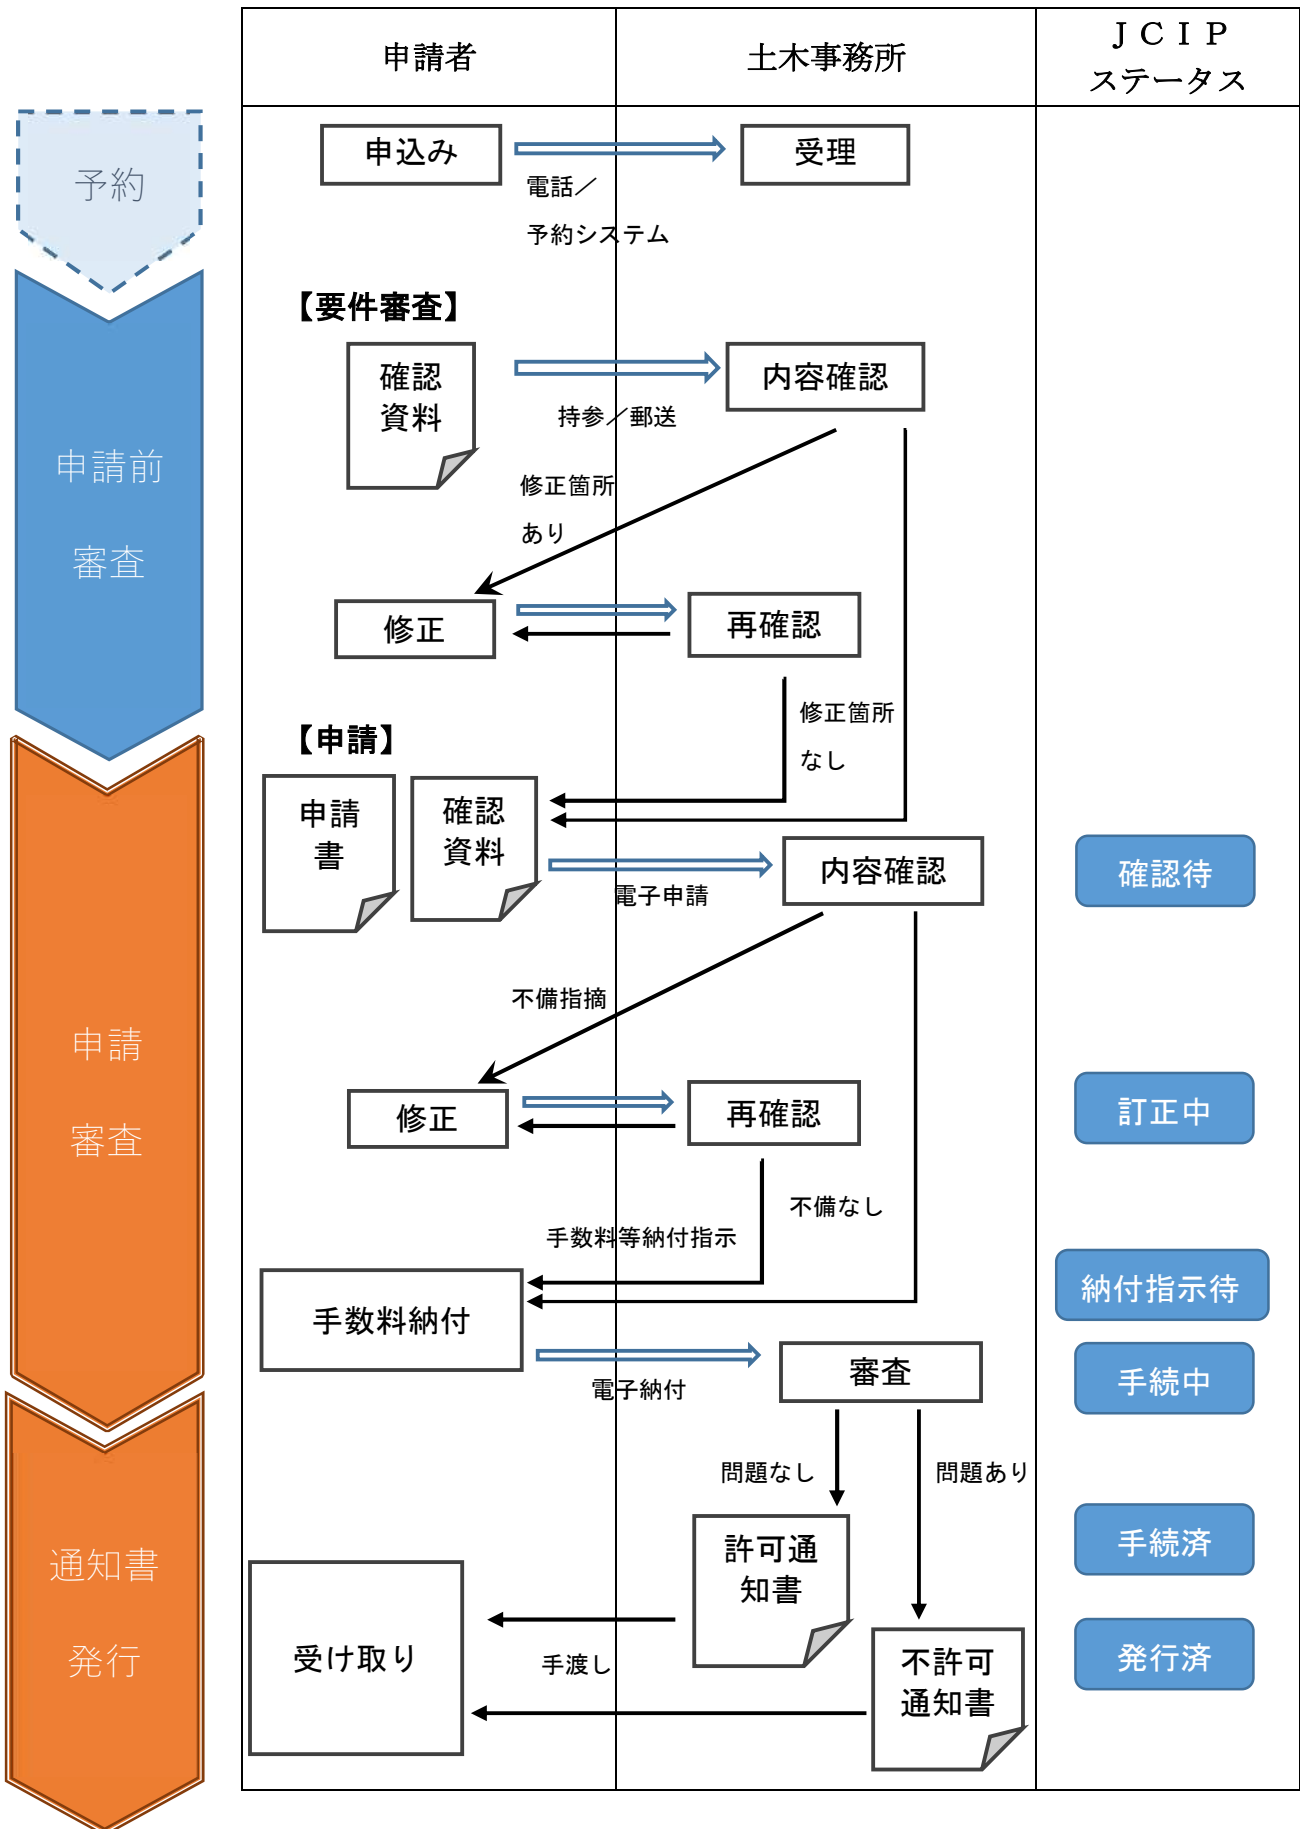 申請者
土木事務所
ＪＣＩＰ
ステータス
予約
申込み
受理
電話／
予約システム
【要件審査】
申請前
審査
確認
資料
内容確認
持参／郵送
修正箇所
あり
修正
再確認
修正箇所
なし
【申請】
申請
審査
申請
書
確認
資料
内容確認
確認待
電子申請
不備指摘
修正
再確認
訂正中
不備なし
手数料等納付指示
手数料納付
納付指示待
審査
手続中
電子納付
問題なし
問題あり
通知書
発行
許可通
知書
手続済
受け取り
手渡し
不許可
通知書
発行済